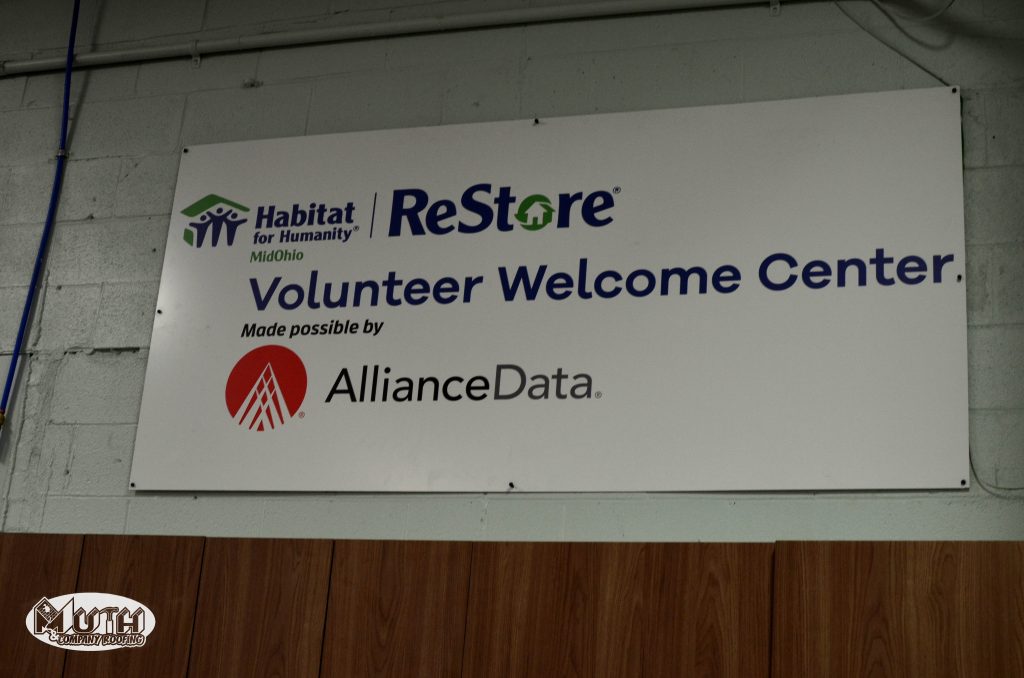 Habitat for Humanity® MidOhio | ReStore®
Volunteer Welcome Center
Made possible by
AllianceData®
MUTH
& COMPANY ROOFING